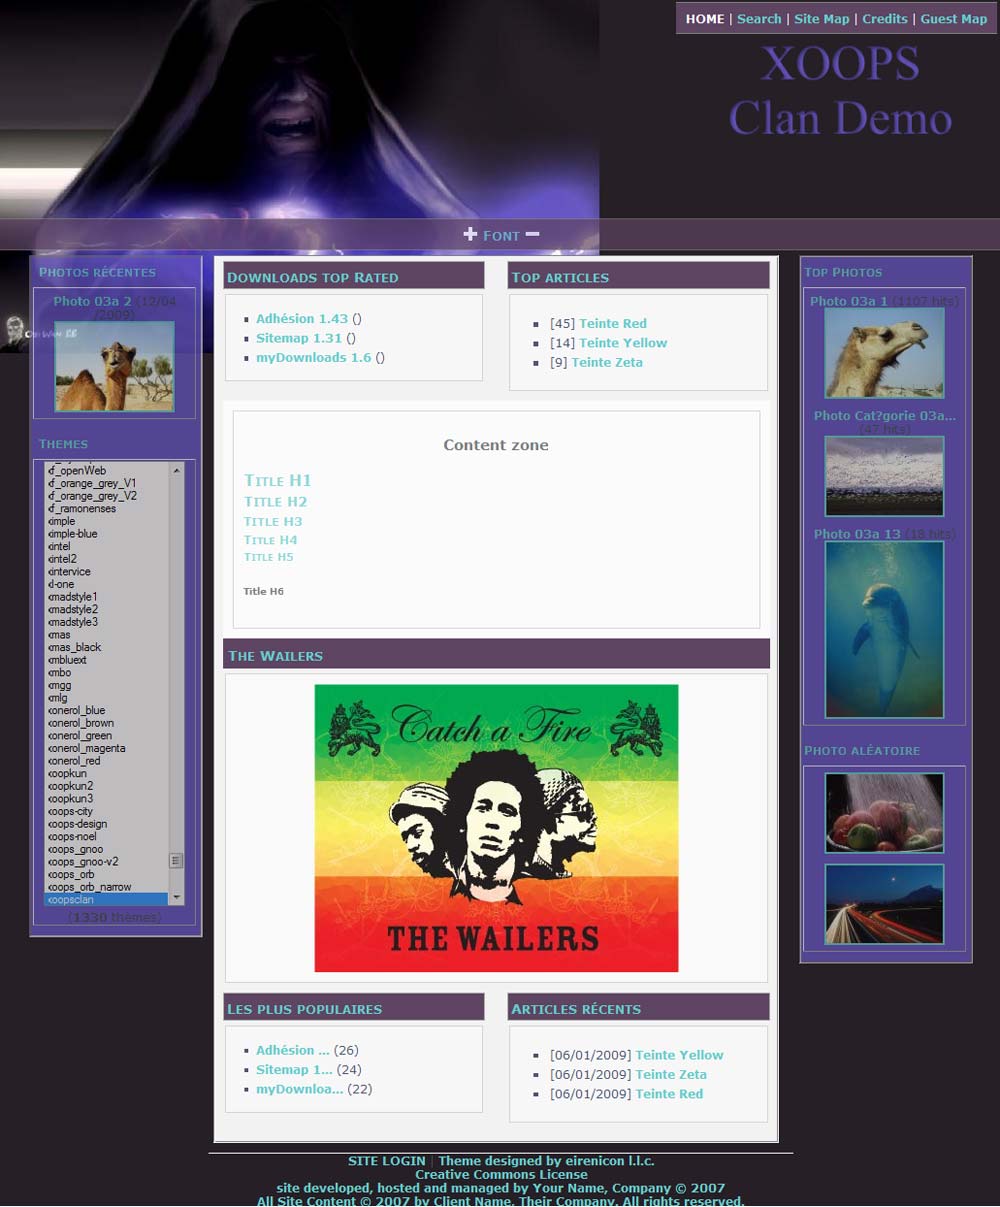 HOME | Search | Site Map | Credits | Guest Map
XOOPS
Clan Demo
+ FONT −
PHOTOS RÉCENTES
Photo 03a 2 (12/04
/2009)
THEMES
f_openWeb
f_orange_grey_V1
f_orange_grey_V2
f_ramonenses
imple
imple-blue
intel
intel2
intervice
l-one
madstyle1
madstyle2
madstyle3
mas
mas_black
mbluext
mbo
mgg
mlg
onerol_blue
onerol_brown
onerol_green
onerol_magenta
onerol_red
oopkun
oopkun2
oopkun3
oops-city
oops-design
oops-noel
oops_gnoo
oops_gnoo-v2
oops_orb
oops_orb_narrow
oopsclan
(1330 thèmes)
DOWNLOADS TOP RATED
Adhésion 1.43 ()
Sitemap 1.31 ()
myDownloads 1.6 ()
TOP ARTICLES
[45] Teinte Red
[14] Teinte Yellow
[9] Teinte Zeta
Content zone
TITLE H1
TITLE H2
TITLE H3
TITLE H4
TITLE H5
Title H6
THE WAILERS
Catch a Fire
THE WAILERS
LES PLUS POPULAIRES
Adhésion ... (26)
Sitemap 1... (24)
myDownloa... (22)
ARTICLES RÉCENTS
[06/01/2009] Teinte Yellow
[06/01/2009] Teinte Zeta
[06/01/2009] Teinte Red
TOP PHOTOS
Photo 03a 1 (1107 hits)
Photo Cat?gorie 03a...
(47 hits)
Photo 03a 13 (18 hits)
PHOTO ALÉATOIRE
SITE LOGIN | Theme designed by eirenicon l.l.c.
Creative Commons License
site developed, hosted and managed by Your Name, Company © 2007
All Site Content © 2007 by Client Name, Their Company. All rights reserved.